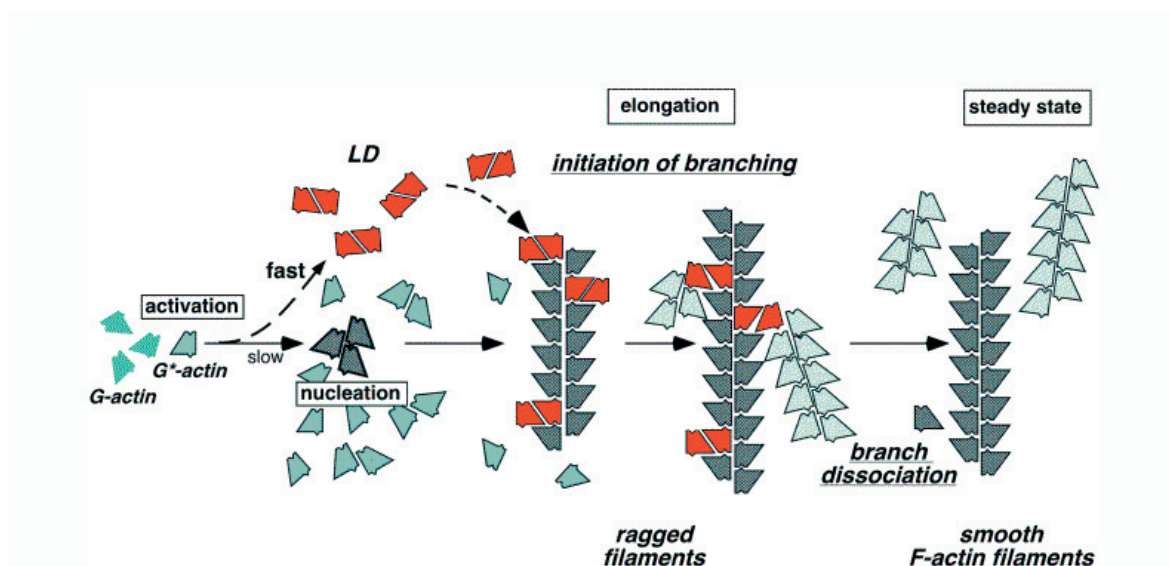 elongation
steady state
LD
initiation of branching
fast
activation
slow
G*-actin
G-actin
nucleation
branch
dissociation
ragged
filaments
smooth
F-actin filaments